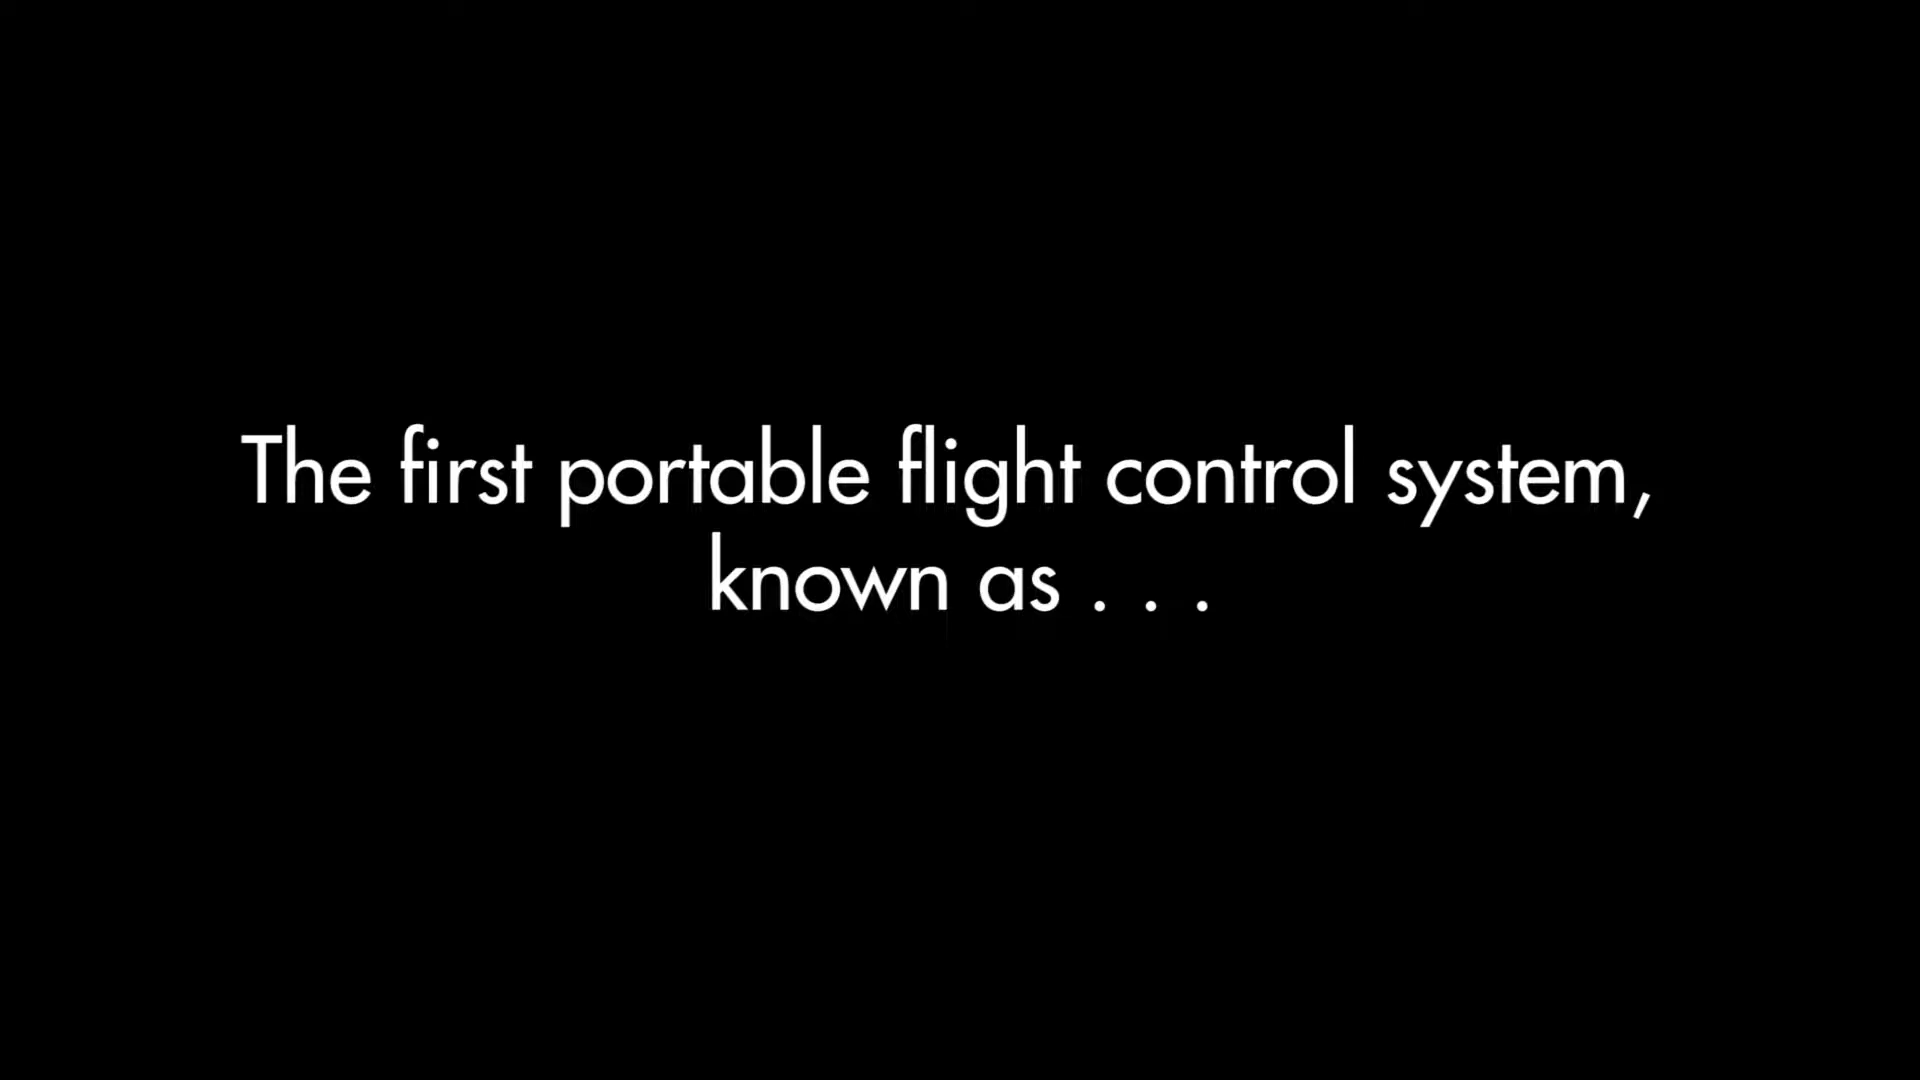 The first portable flight control system,
known as . . .